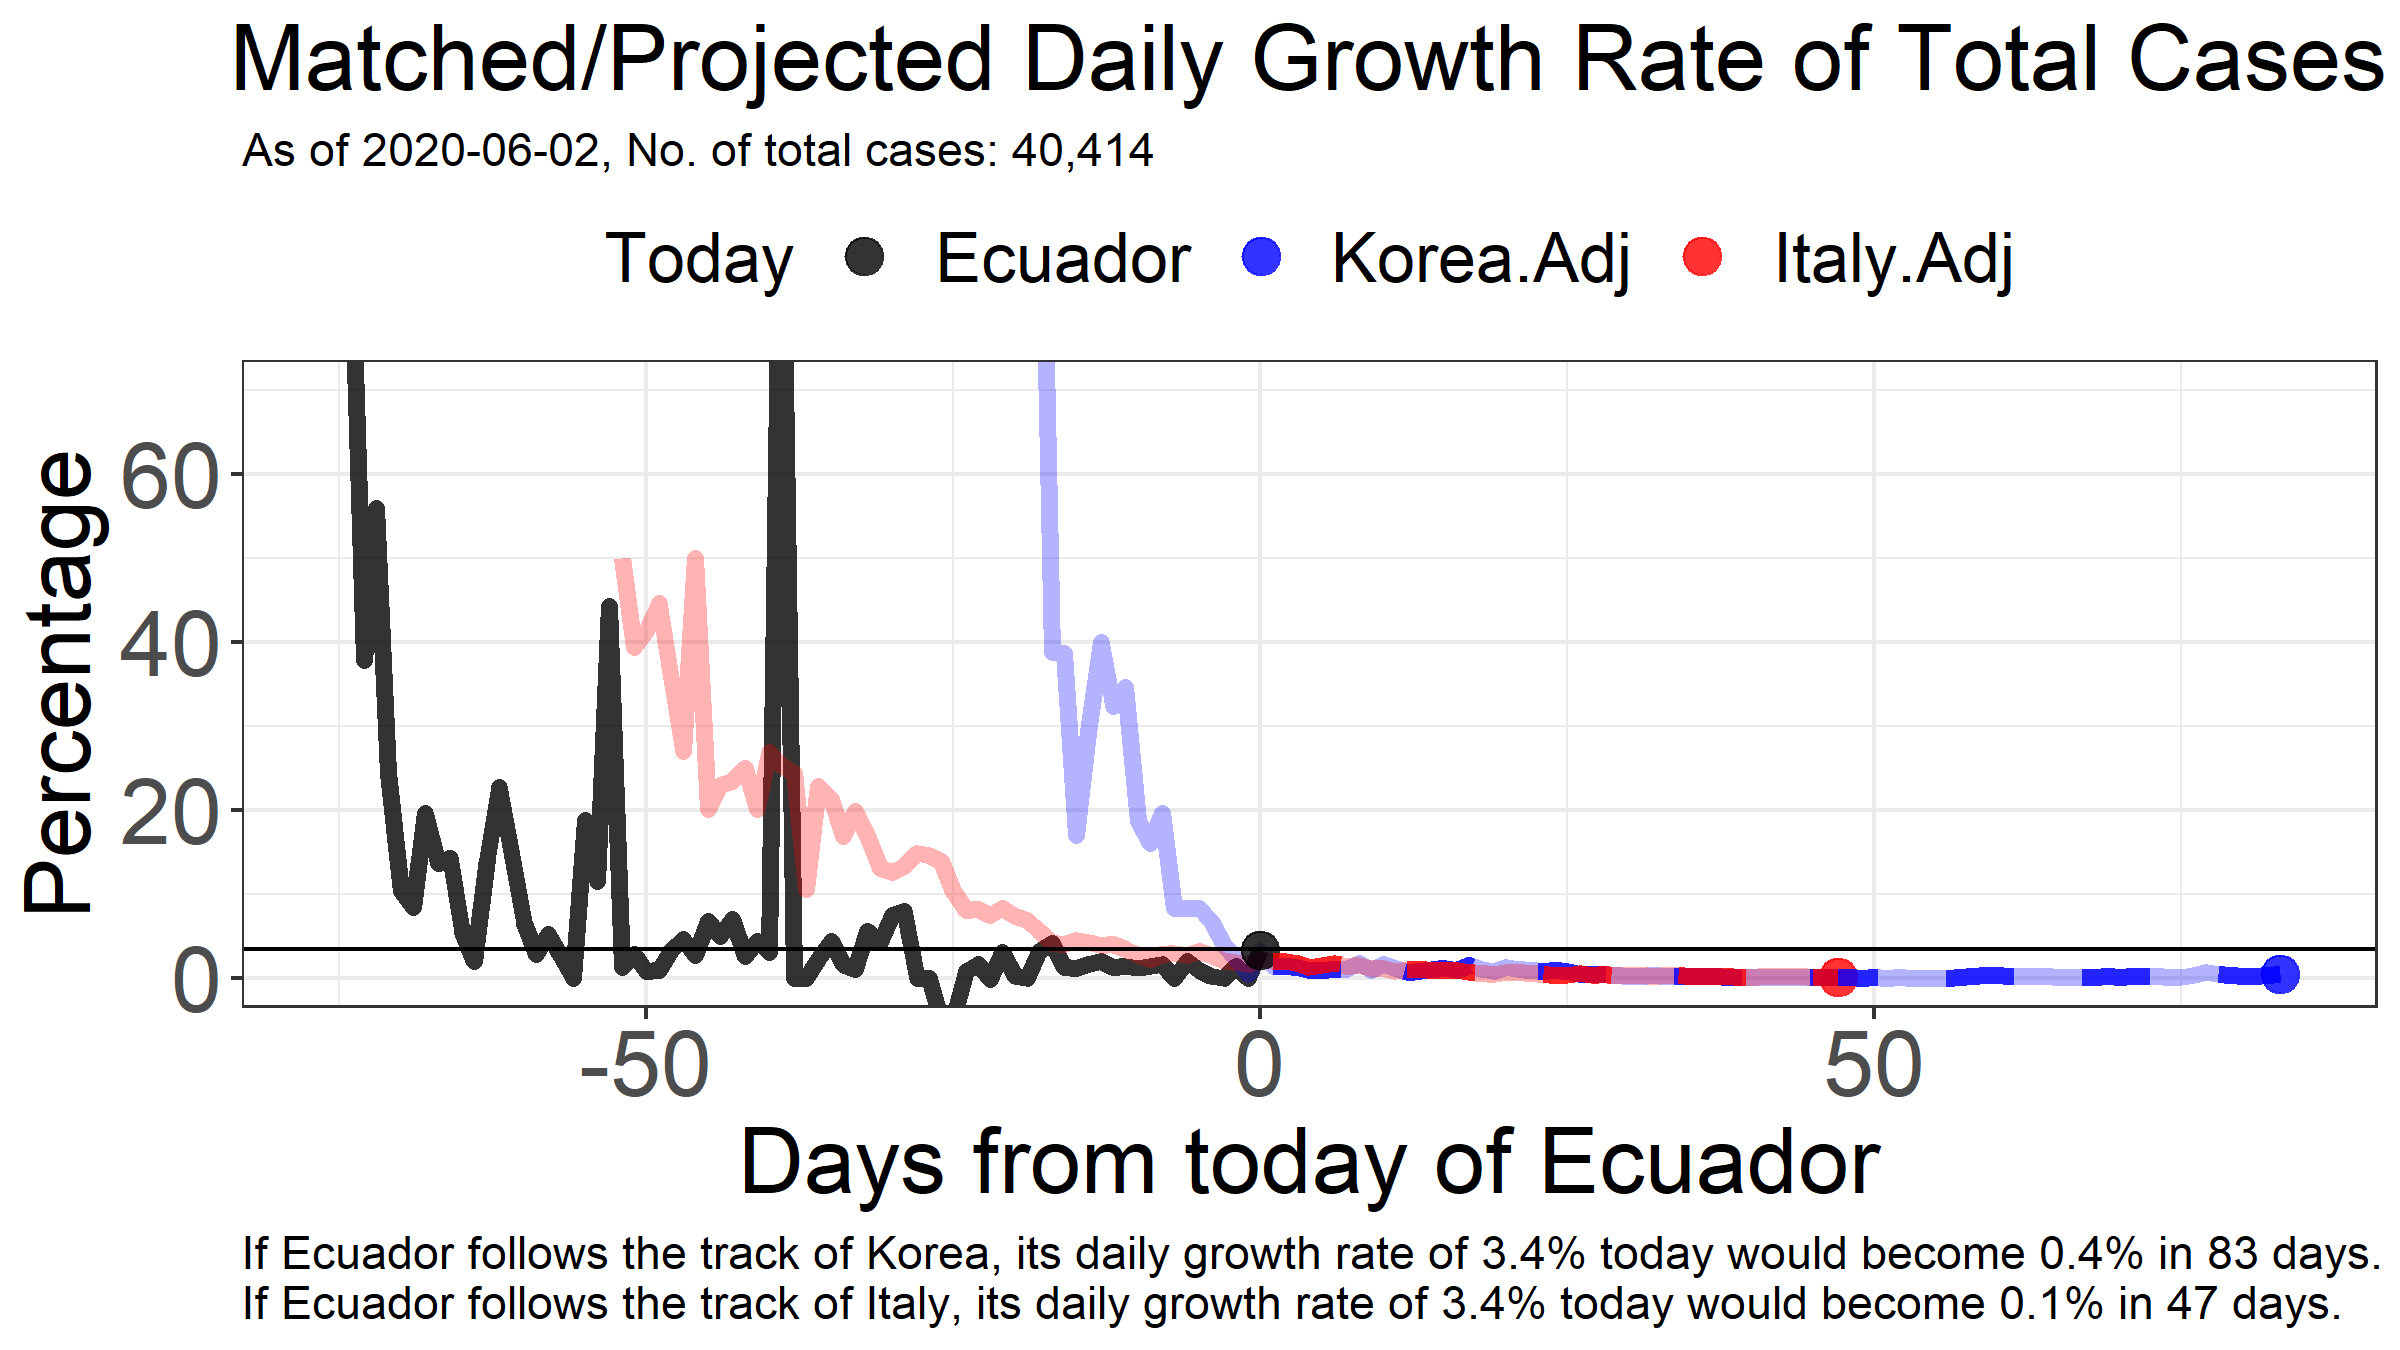 Matched/Projected Daily Growth Rate of Total Cases
As of 2020-06-02, No. of total cases: 40,414
Today Ecuador Korea.Adj Italy.Adj
Percentage
60
40
20
0
-50 0 50
Days from today of Ecuador
If Ecuador follows the track of Korea, its daily growth rate of 3.4% today would become 0.4% in 83 days.
If Ecuador follows the track of Italy, its daily growth rate of 3.4% today would become 0.1% in 47 days.